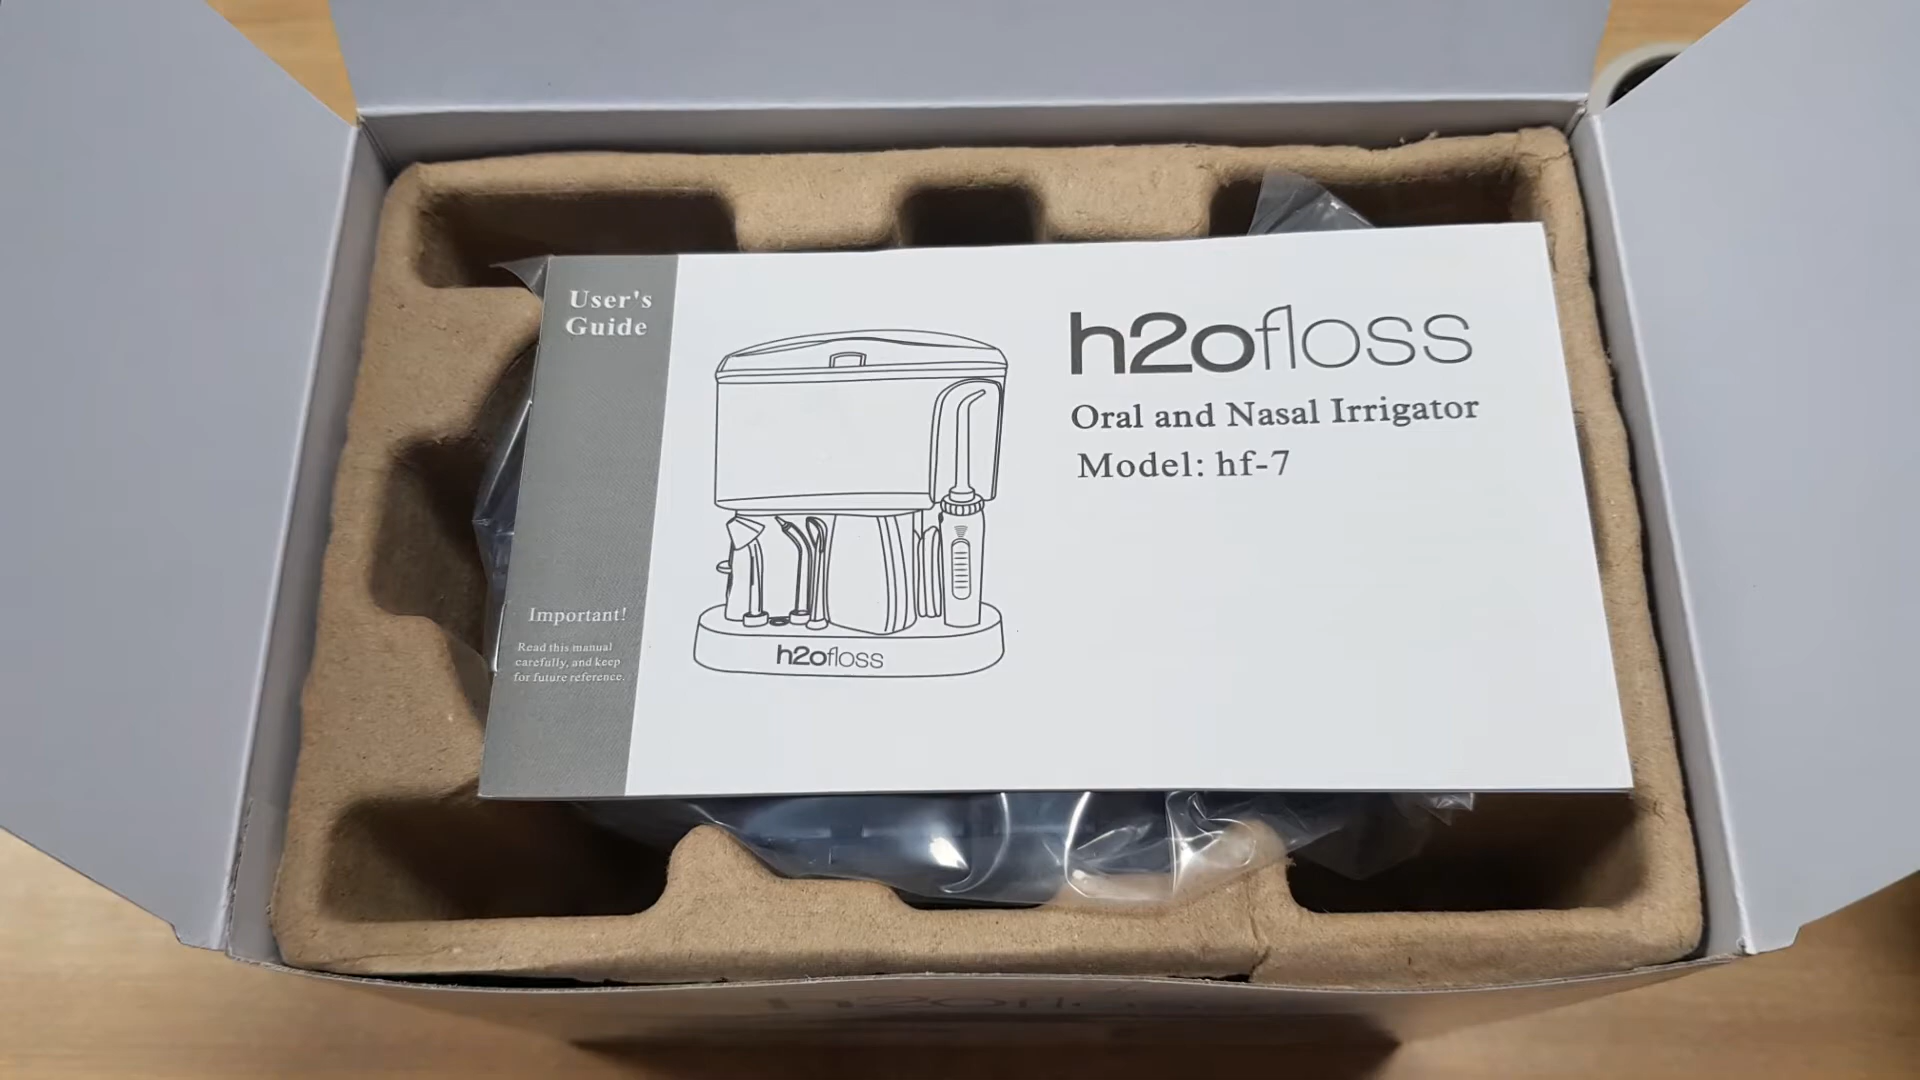 User's
Guide
h2ofloss
Oral and Nasal Irrigator
Model: hf-7
Important!
Read this manual
carefully, and keep
for future reference.
h2ofloss